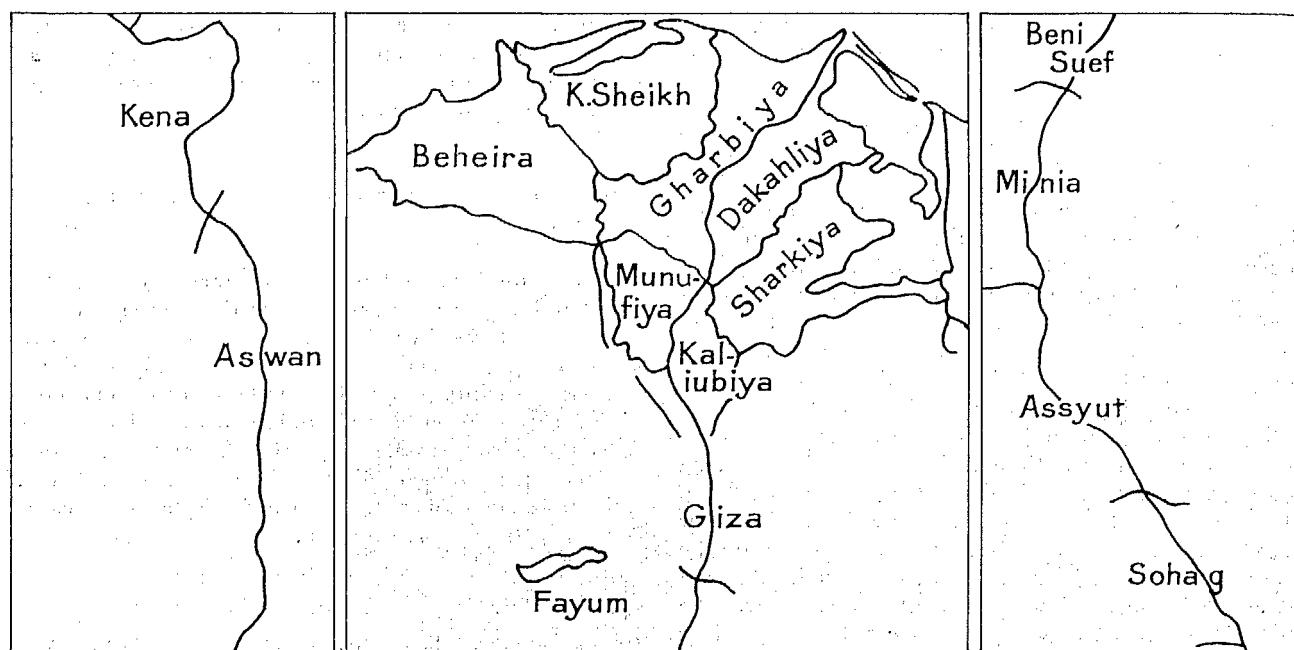 Kena
Aswan
K.Sheikh
Beheira
Gharbiya
Dakahliya
Sharkiya
Munu-
fiya
Kal-
iubiya
Giza
Fayum
Beni
Suef
Minia
Assyut
Sohag